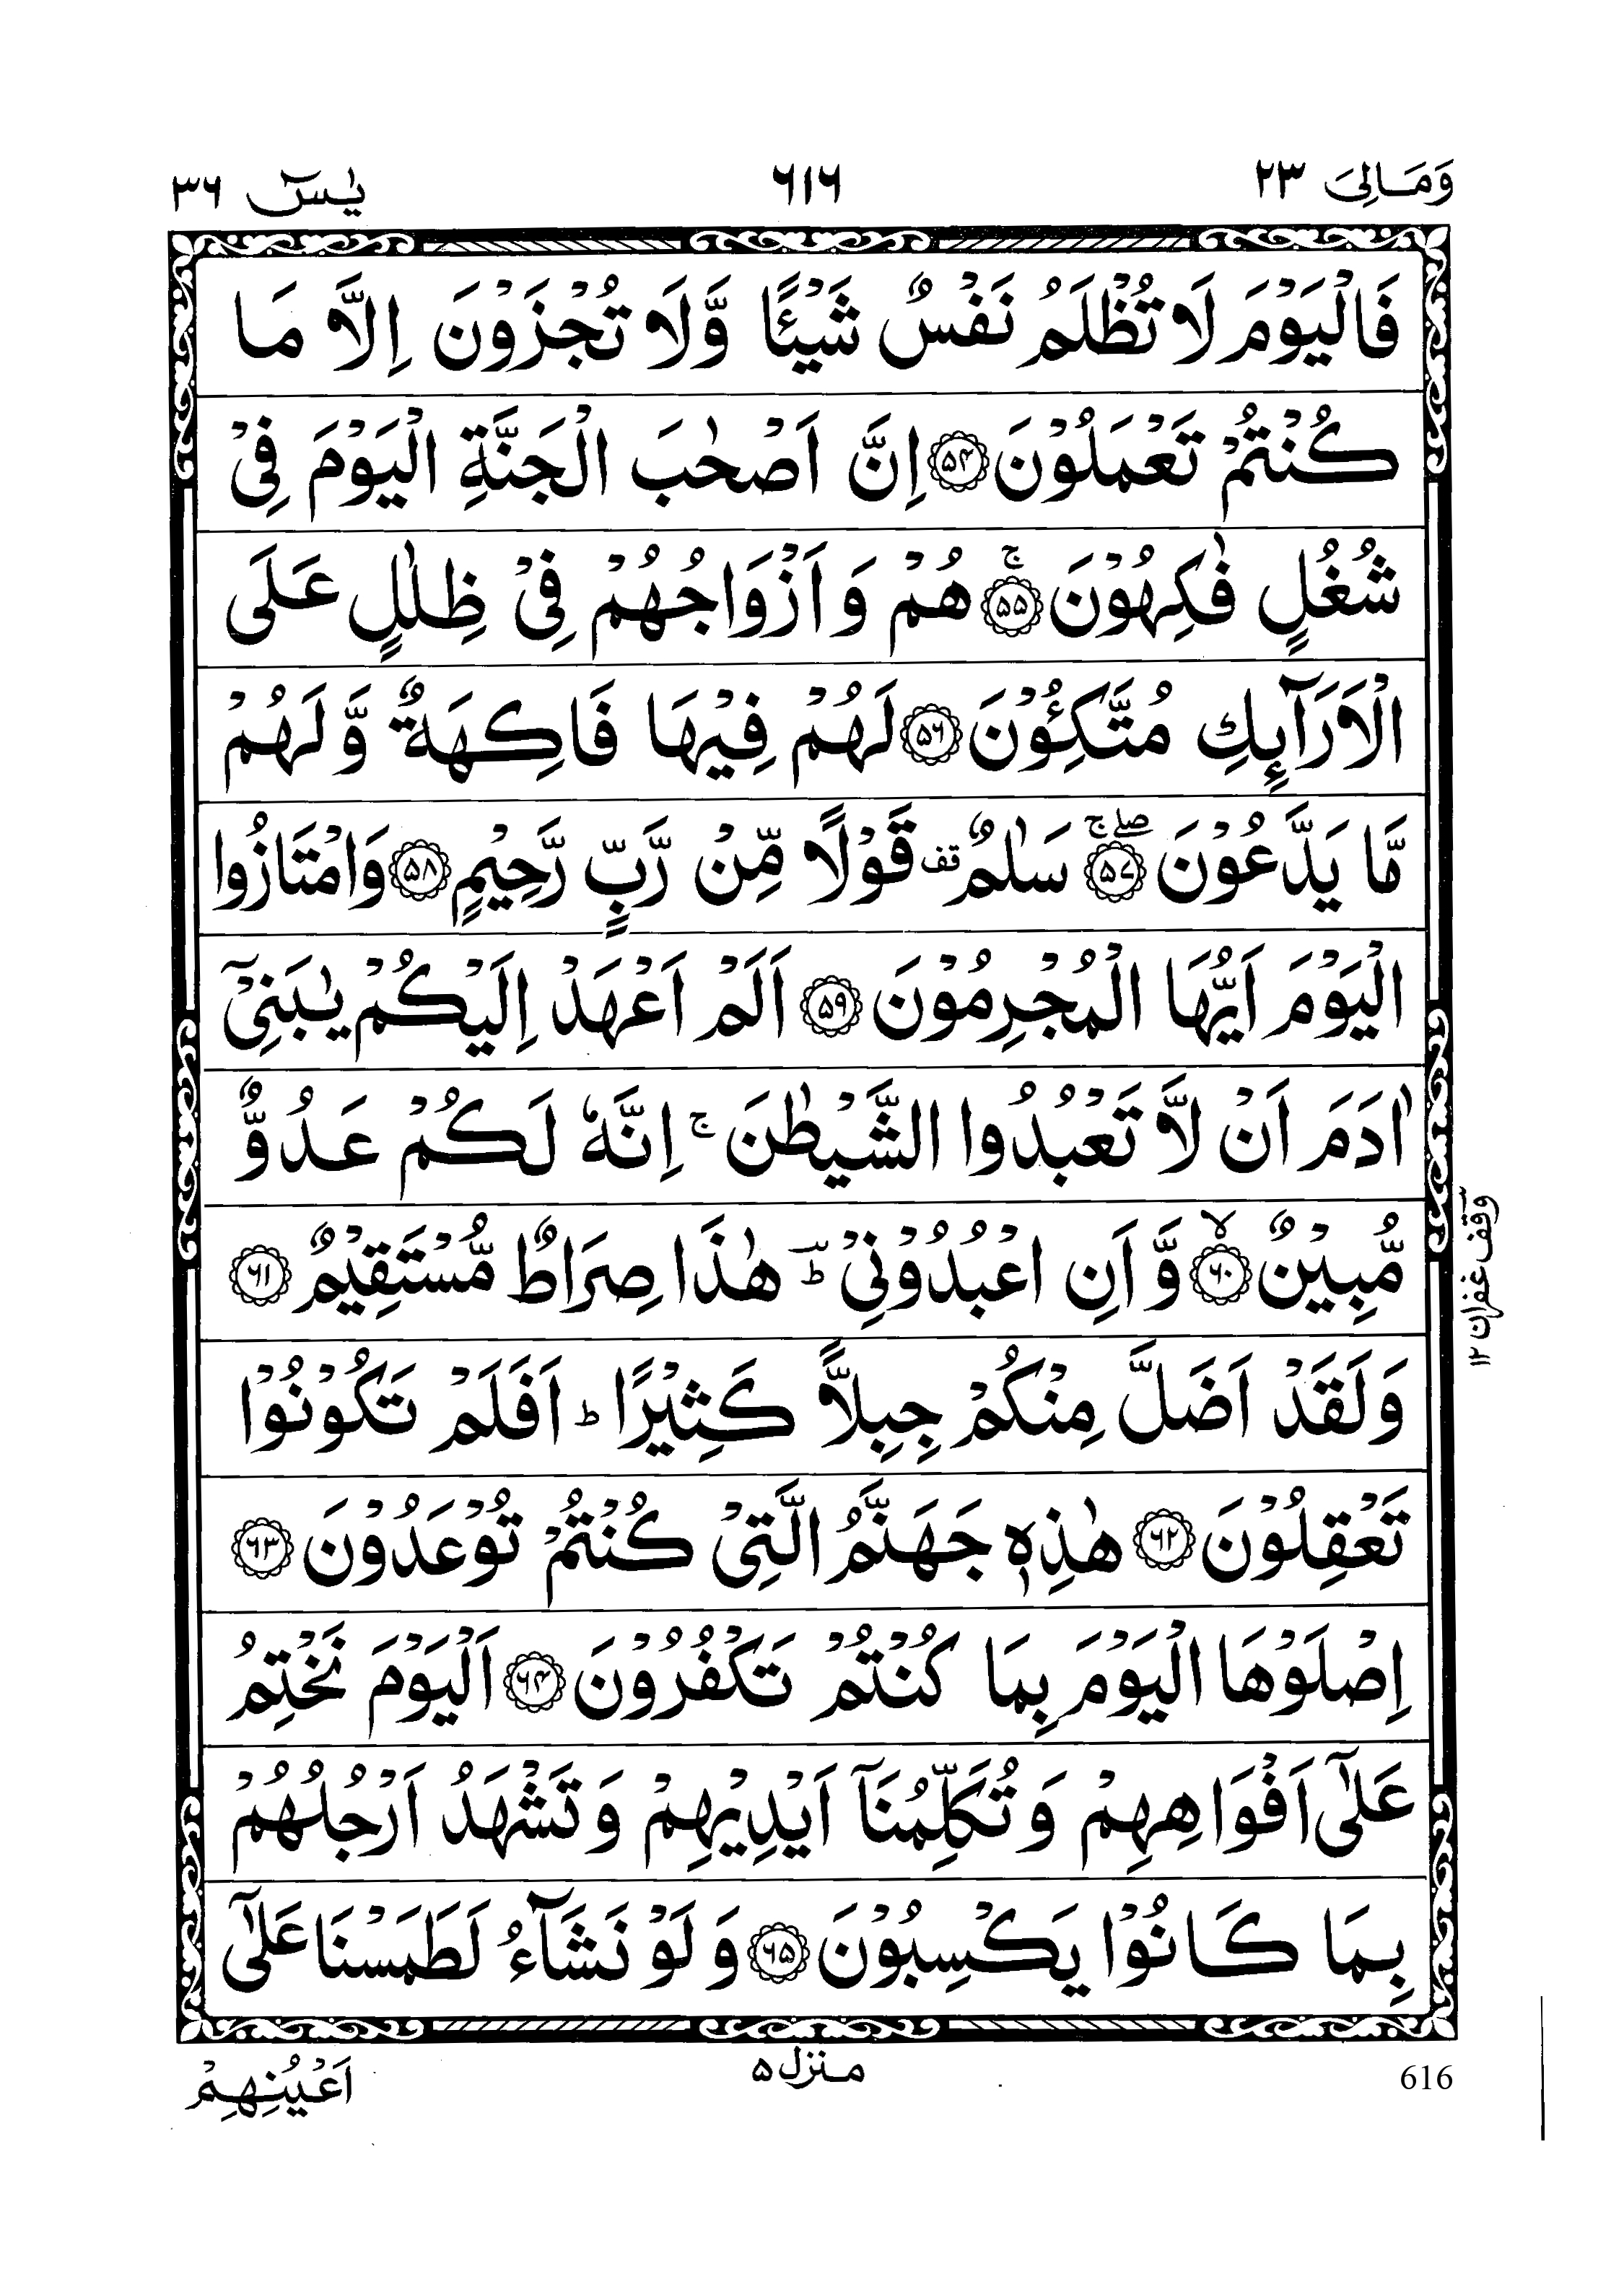 وَمَالِیَ ۲۳
۶۱۶
یٰسٓ ۳۶
فَالْیَوْمَ لَا تُظْلَمُ نَفْسٌ شَیْـًٔا وَّلَا تُجْزَوْنَ اِلَّا مَا
كُنْتُمْ تَعْمَلُوْنَ ﴿۵۴﴾ اِنَّ اَصْحٰبَ الْجَنَّةِ الْیَوْمَ فِیْ
شُغُلٍ فٰكِهُوْنَ ﴿۵۵﴾ۚ هُمْ وَاَزْوَاجُهُمْ فِیْ ظِلٰلٍ عَلَی
الْاَرَآىِٕكِ مُتَّكِـُٔوْنَ ﴿۵۶﴾ لَهُمْ فِیْهَا فَاكِهَةٌ وَّلَهُمْ
مَّا یَدَّعُوْنَ ﴿۵۷﴾ صلے ج سَلٰمٌ قف قَوْلًا مِّنْ رَّبٍّ رَّحِیْمٍ ﴿۵۸﴾ وَامْتَازُوا
الْیَوْمَ اَیُّهَا الْمُجْرِمُوْنَ ﴿۵۹﴾ اَلَمْ اَعْهَدْ اِلَیْكُمْ یٰبَنِیْۤ
اٰدَمَ اَنْ لَّا تَعْبُدُوا الشَّیْطٰنَ ۚ اِنَّهٗ لَكُمْ عَدُوٌّ
مُّبِیْنٌ ﴿۶۰﴾ۙ وَّاَنِ اعْبُدُوْنِیْ ؕ هٰذَا صِرَاطٌ مُّسْتَقِیْمٌ ﴿۶۱﴾
وَلَقَدْ اَضَلَّ مِنْكُمْ جِبِلًّا كَثِیْرًا ؕ اَفَلَمْ تَكُوْنُوْا
تَعْقِلُوْنَ ﴿۶۲﴾ هٰذِهٖ جَهَنَّمُ الَّتِیْ كُنْتُمْ تُوْعَدُوْنَ ﴿۶۳﴾
اِصْلَوْهَا الْیَوْمَ بِمَا كُنْتُمْ تَكْفُرُوْنَ ﴿۶۴﴾ اَلْیَوْمَ نَخْتِمُ
عَلٰۤی اَفْوَاهِهِمْ وَتُكَلِّمُنَاۤ اَیْدِیْهِمْ وَتَشْهَدُ اَرْجُلُهُمْ
بِمَا كَانُوْا یَكْسِبُوْنَ ﴿۶۵﴾ وَلَوْ نَشَآءُ لَطَمَسْنَا عَلٰۤی
وقف غفران ۱۲
616
منزل ۵
اَعْیُنِهِمْ